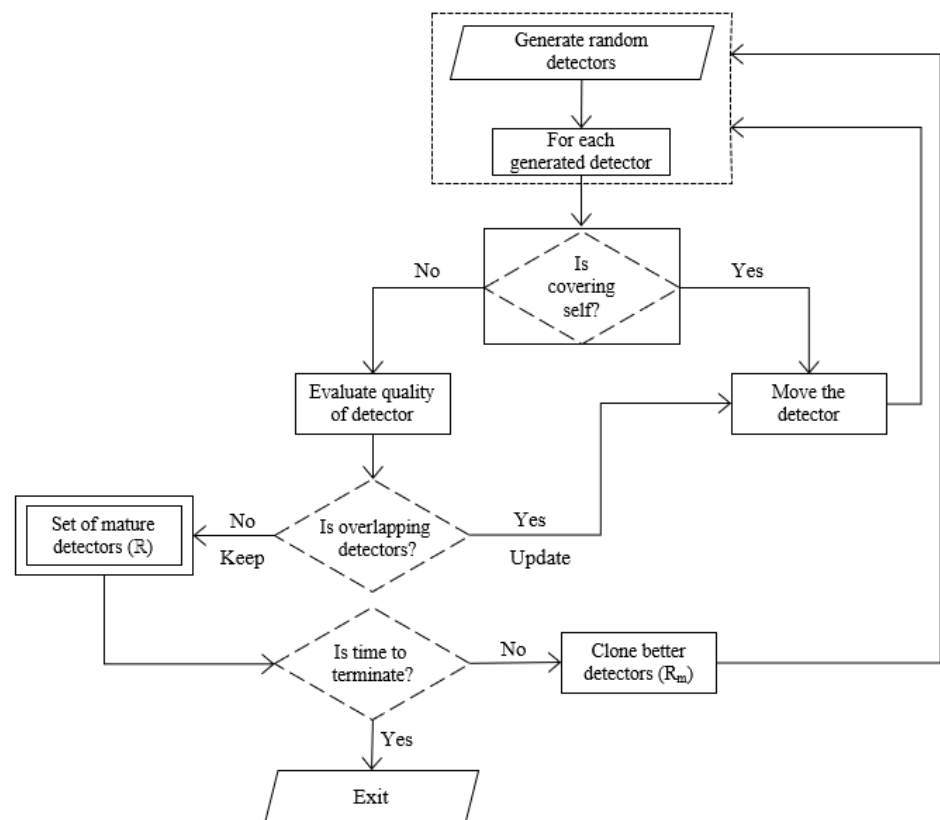 Generate random
detectors
For each
generated detector
Is
covering
self?
No
Yes
Evaluate quality
of detector
Move the
detector
Is overlapping
detectors?
No
Keep
Yes
Update
Set of mature
detectors (ℝ)
Is time to
terminate?
No
Clone better
detectors (Rₘ)
Yes
Exit